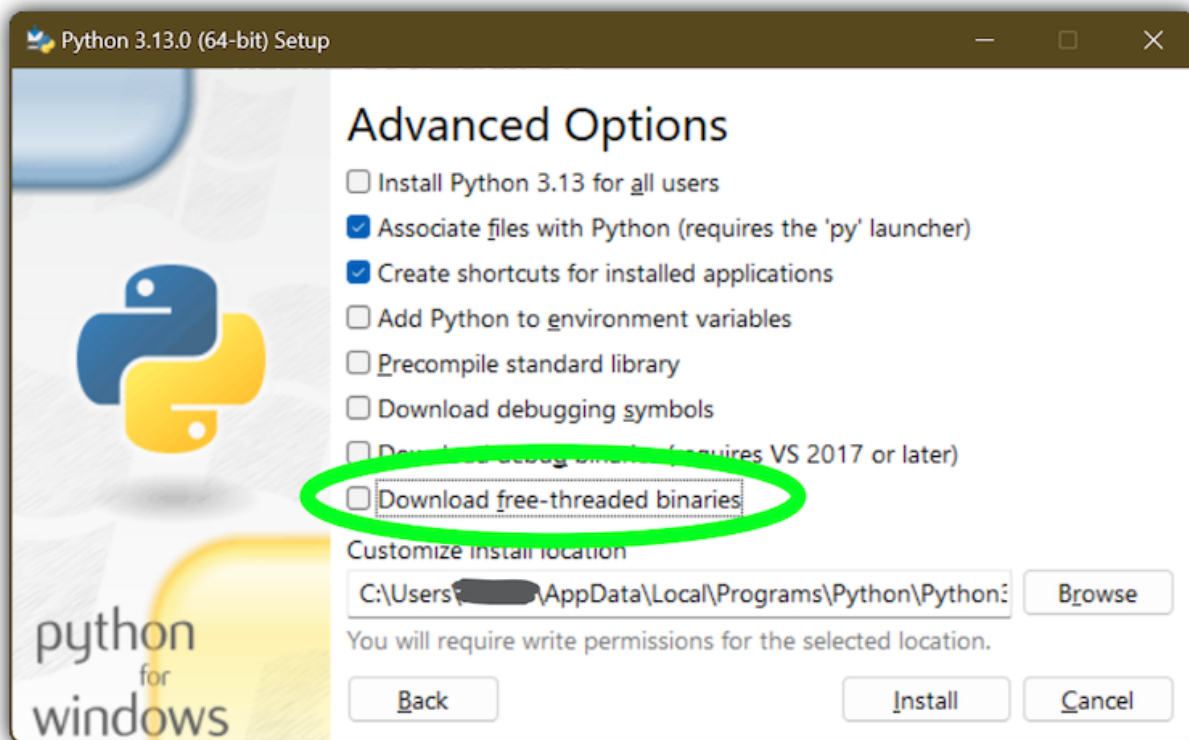 Python 3.13.0 (64-bit) Setup
Advanced Options
Install Python 3.13 for all users
Associate files with Python (requires the 'py' launcher)
Create shortcuts for installed applications
Add Python to environment variables
Precompile standard library
Download debugging symbols
Download debug binaries (requires VS 2017 or later)
Download free-threaded binaries
Customize install location
C:\Users\ \AppData\Local\Programs\Python\Python3
Browse
You will require write permissions for the selected location.
python
for
windows
Back
Install
Cancel